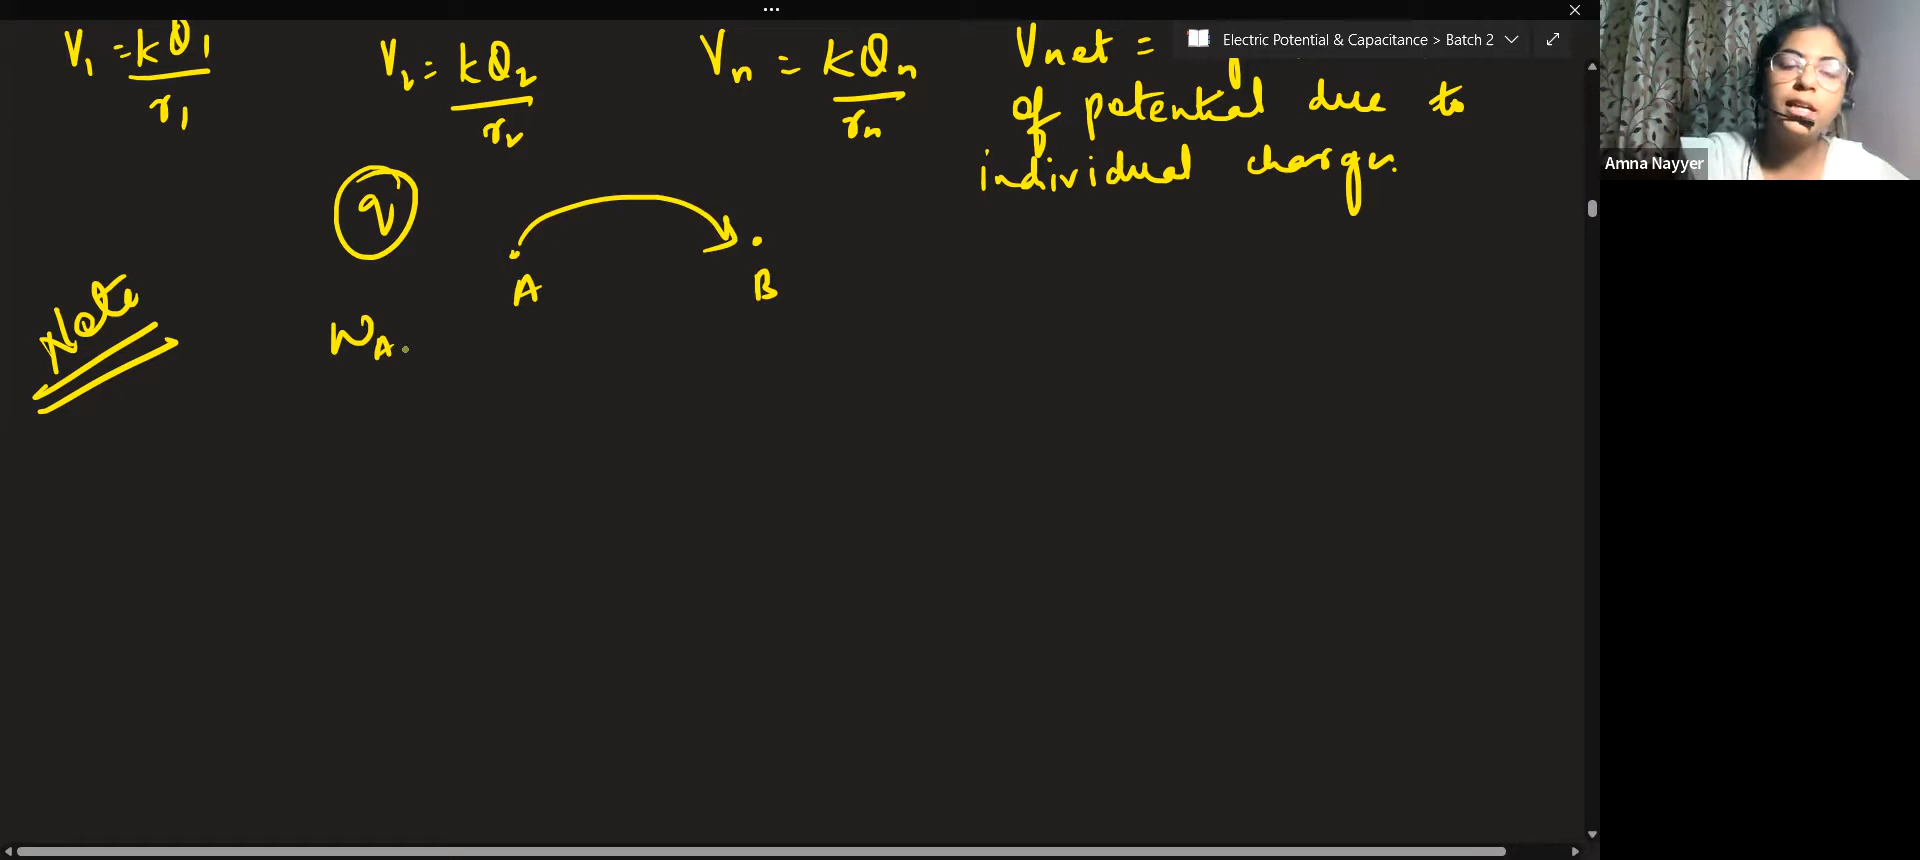 ...
Electric Potential & Capacitance > Batch 2
V₁ = kQ₁/r₁
V₂ = kQ₂/r₂
Vₙ = kQₙ/rₙ
Vnet =
of potential due to
individual charges.
Amna Nayyer
q
A
B
Note
W_A